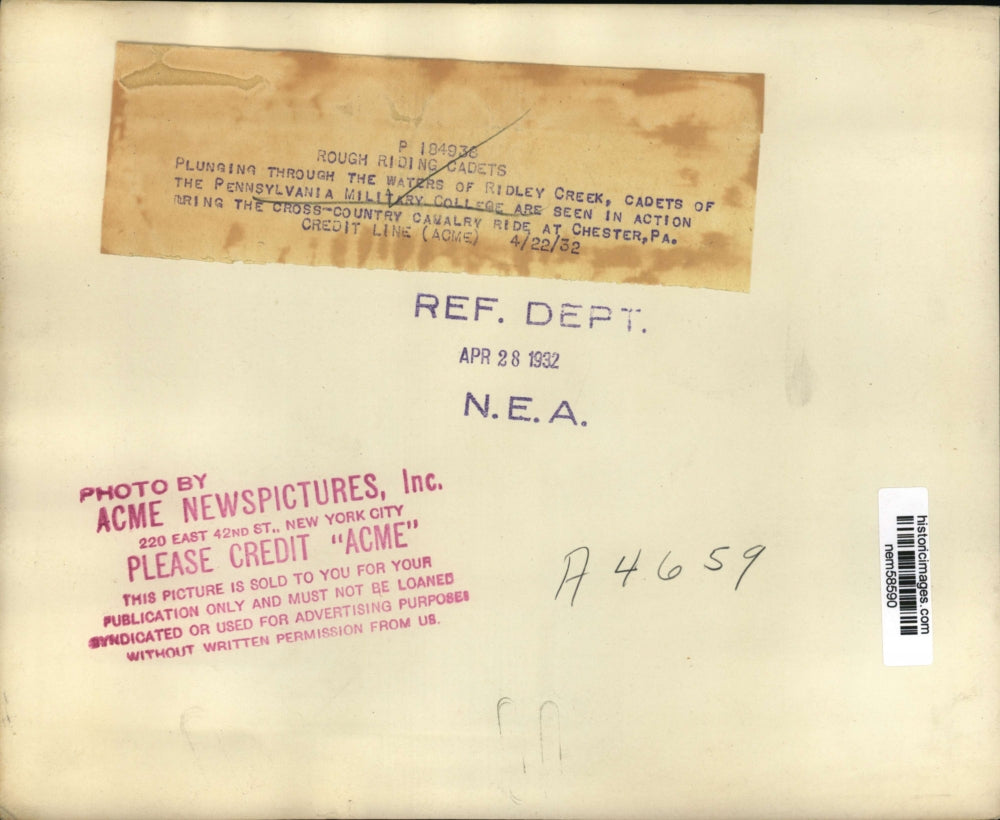 P 184938
ROUGH RIDING CADETS
PLUNGING THROUGH THE WATERS OF RIDLEY CREEK, CADETS OF
THE PENNSYLVANIA MILITARY COLLEGE ARE SEEN IN ACTION
URING THE CROSS-COUNTRY CAVALRY RIDE AT CHESTER,PA.
CREDIT LINE (ACME) 4/22/32
REF. DEPT.
APR 28 1932
N.E.A.
PHOTO BY
ACME NEWSPICTURES, Inc.
220 EAST 42ND ST., NEW YORK CITY
PLEASE CREDIT "ACME"
THIS PICTURE IS SOLD TO YOU FOR YOUR
PUBLICATION ONLY AND MUST NOT BE LOANED
SYNDICATED OR USED FOR ADVERTISING PURPOSES
WITHOUT WRITTEN PERMISSION FROM US.
A4659
historicimages.com
nem58590